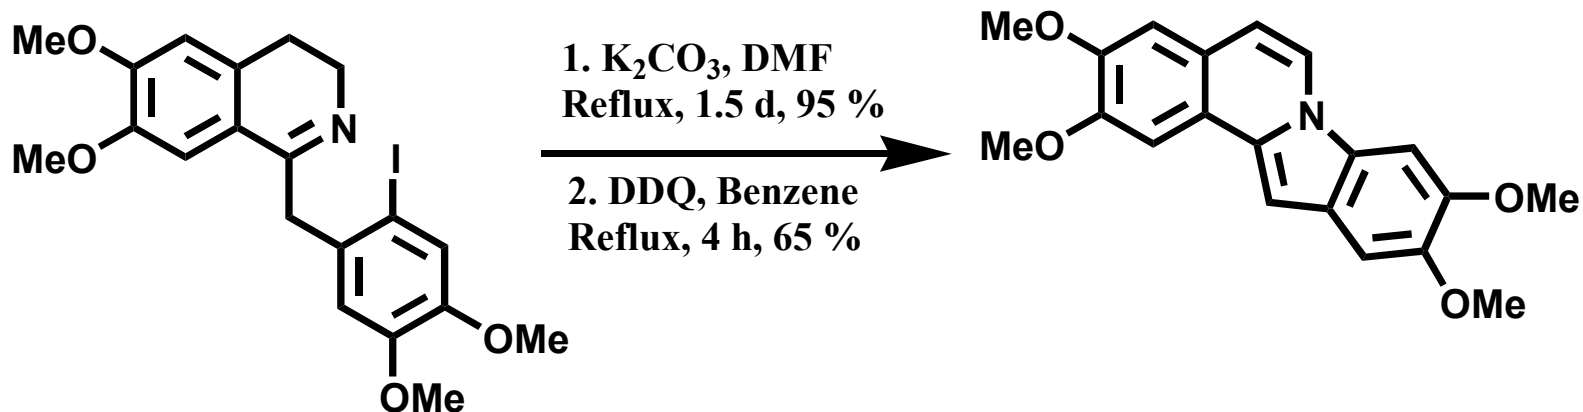 MeO
MeO
N
I
OMe
OMe
1. K₂CO₃, DMF
Reflux, 1.5 d, 95 %
2. DDQ, Benzene
Reflux, 4 h, 65 %
MeO
MeO
N
OMe
OMe